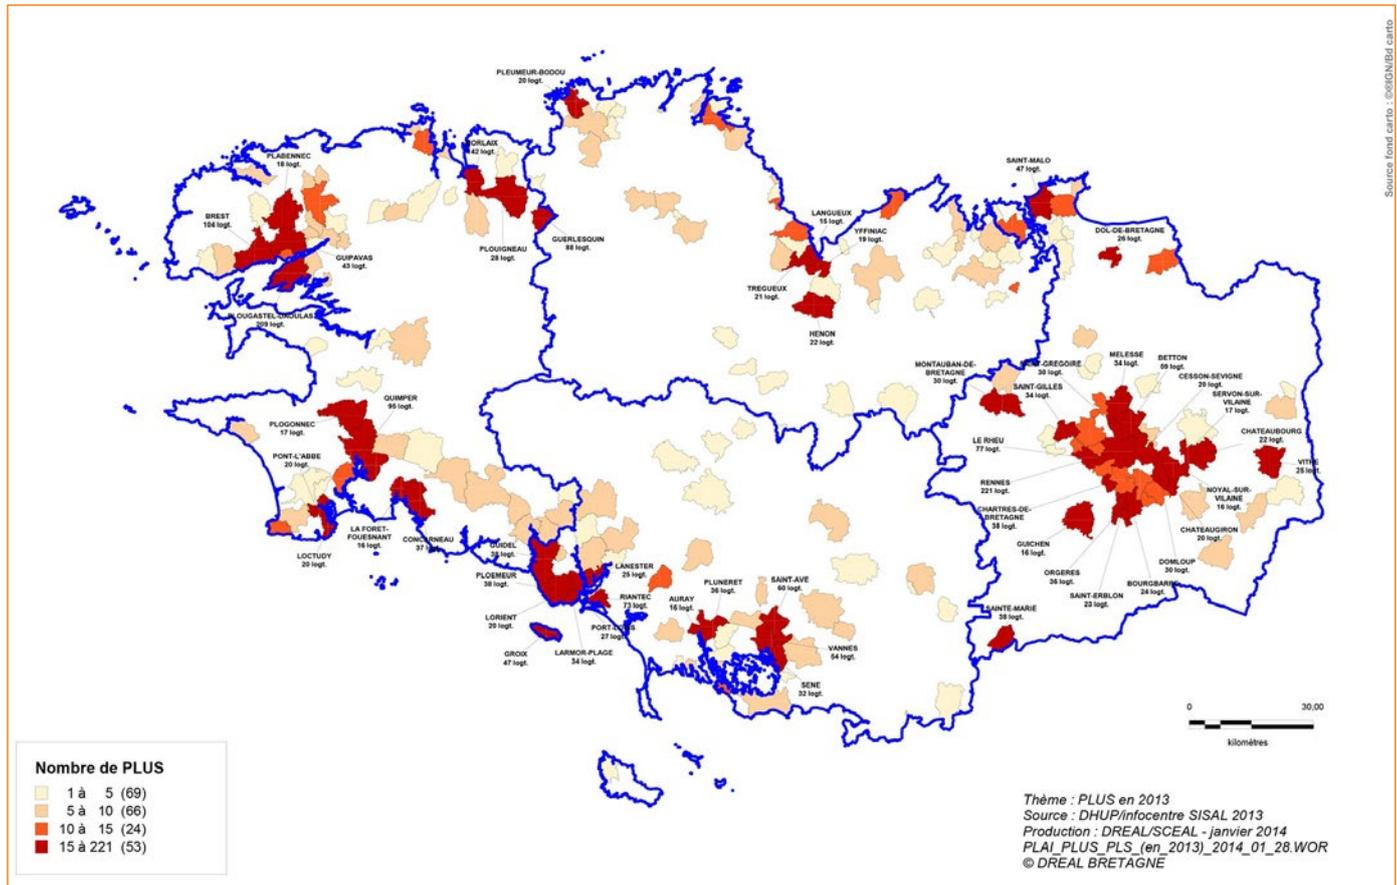 Source fond carto : ©®IGN/Bd carto
PLEUMEUR-BODOU
20 logt.
PLABENNEC
18 logt.
142 logt.
BREST
104 logt.
GUIPAVAS
43 logt.
PLOUIGNEAU
28 logt.
GUERLESQUIN
88 logt.
LANGUEUX
15 logt.
YFFINIAC
19 logt.
TREGUEUX
21 logt.
HENON
22 logt.
SAINT-MALO
47 logt.
DOL-DE-BRETAGNE
26 logt.
MONTAUBAN-DE-
BRETAGNE
30 logt.
30 logt.
SAINT-GILLES
34 logt.
MELESSE
34 logt.
BETTON
59 logt.
CESSON-SEVIGNE
20 logt.
SERVON-SUR-
VILAINE
17 logt.
CHATEAUBOURG
22 logt.
25 logt.
LE RHEU
77 logt.
RENNES
221 logt.
CHARTRES-DE-
BRETAGNE
38 logt.
NOYAL-SUR-
VILAINE
16 logt.
CHATEAUGIRON
20 logt.
GUICHEN
16 logt.
DOMLOUP
30 logt.
ORGERES
36 logt.
BOURGBARRE
24 logt.
SAINT-ERBLON
23 logt.
SAINTE-MARIE
38 logt.
QUIMPER
95 logt.
PLOGONNEC
17 logt.
PONT-L'ABBE
20 logt.
LA FORET-
FOUESNANT
16 logt.
LOCTUDY
20 logt.
CONCARNEAU
GUIDEL
PLOEMEUR
38 logt.
LORIENT
20 logt.
GROIX
47 logt.
LARMOR-PLAGE
34 logt.
LANESTER
25 logt.
RIANTEC
73 logt.
27 logt.
AURAY
16 logt.
PLUNERET
36 logt.
SAINT-AVE
60 logt.
VANNES
54 logt.
SENE
32 logt.
0 30,00
kilomètres
Nombre de PLUS
1 à 5 (69)
5 à 10 (66)
10 à 15 (24)
15 à 221 (53)
Thème : PLUS en 2013
Source : DHUP/infocentre SISAL 2013
Production : DREAL/SCEAL - janvier 2014
PLAI_PLUS_PLS_(en_2013)_2014_01_28.WOR
© DREAL BRETAGNE